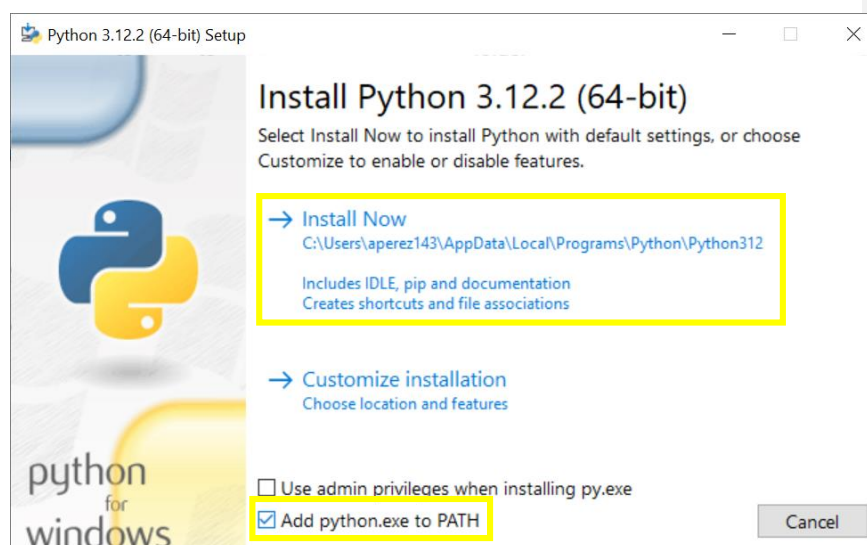 Python 3.12.2 (64-bit) Setup
Install Python 3.12.2 (64-bit)
Select Install Now to install Python with default settings, or choose
Customize to enable or disable features.
Install Now
C:\Users\aperez143\AppData\Local\Programs\Python\Python312
Includes IDLE, pip and documentation
Creates shortcuts and file associations
Customize installation
Choose location and features
python
for
windows
Use admin privileges when installing py.exe
Add python.exe to PATH
Cancel